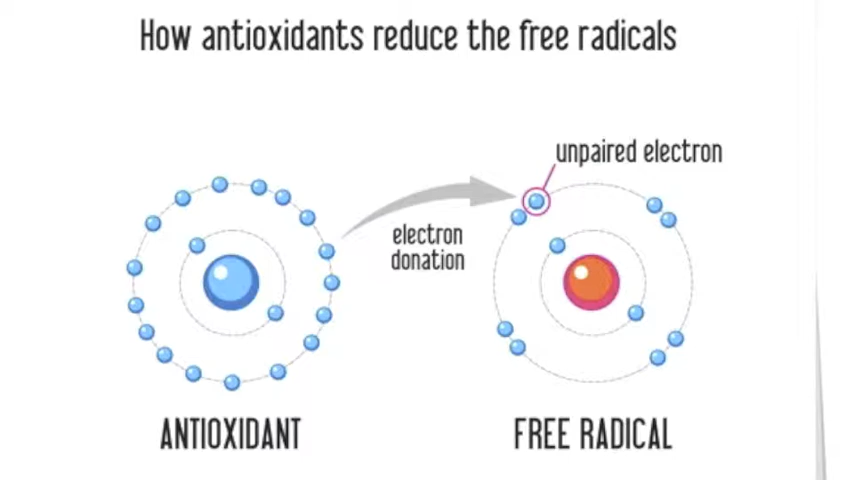 How antioxidants reduce the free radicals
unpaired electron
electron
donation
ANTIOXIDANT
FREE RADICAL